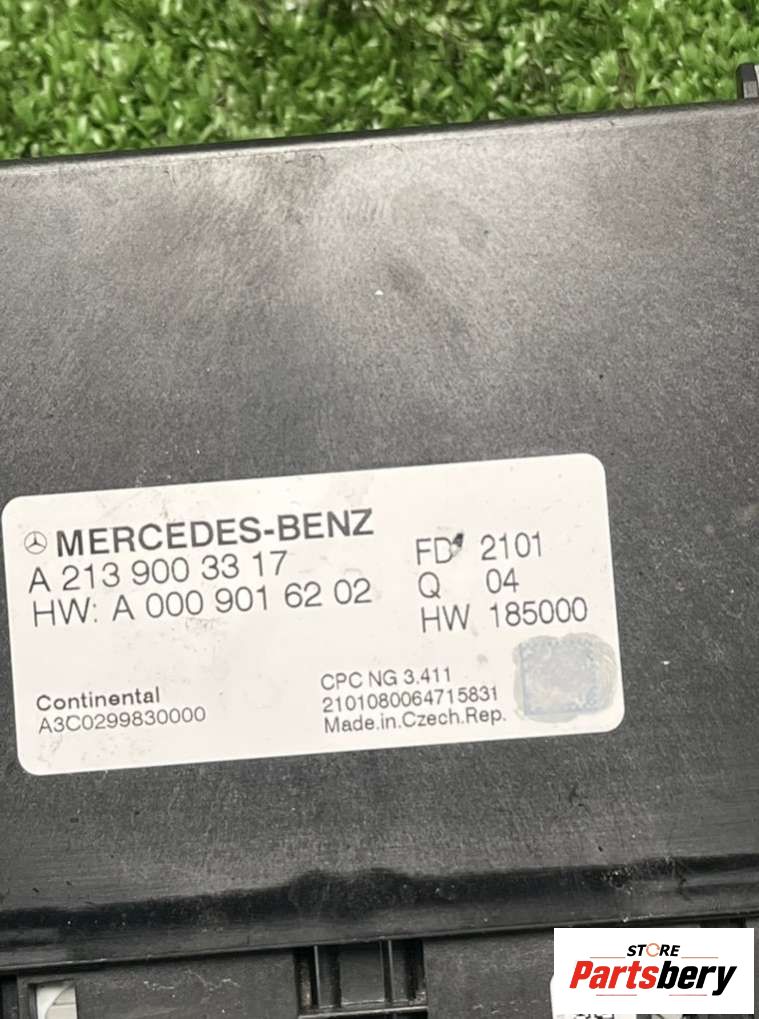 MERCEDES-BENZ
A 213 900 33 17
HW: A 000 901 62 02
FD 2101
Q 04
HW 185000
Continental
A3C0299830000
CPC NG 3.411
2101080064715831
Made.in.Czech.Rep.
STORE
Partsbery